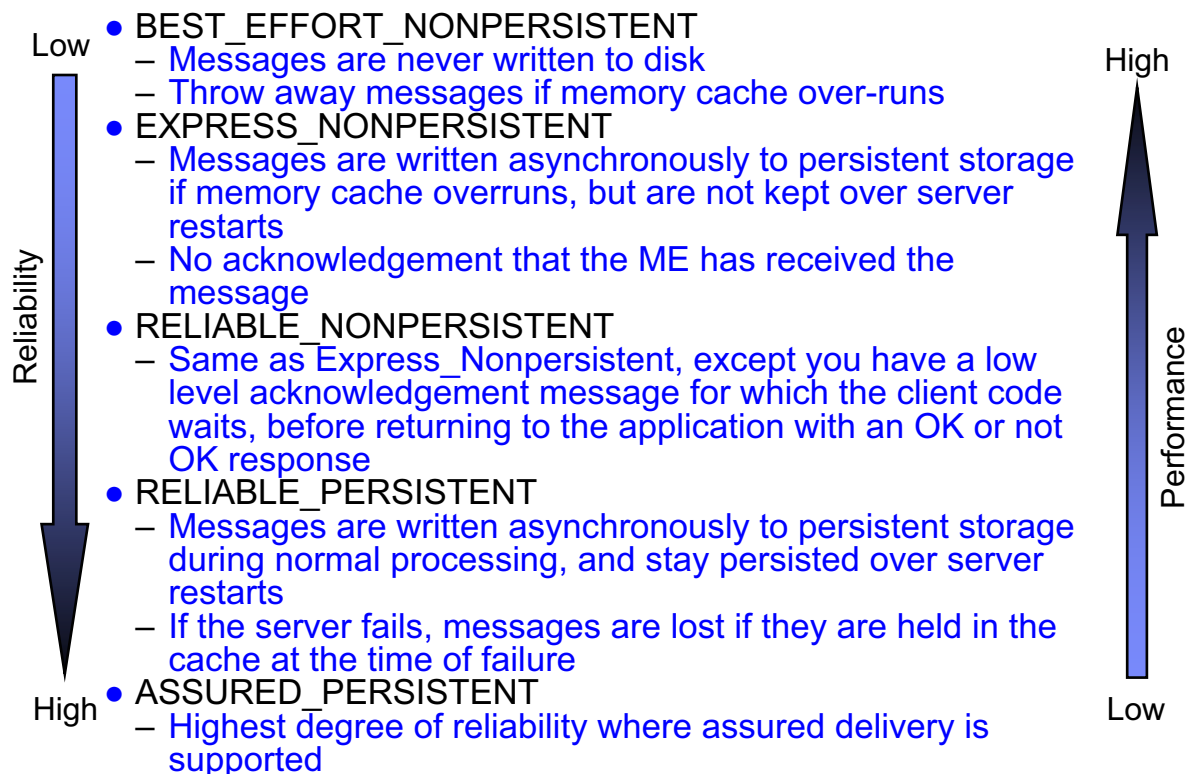 Low
● BEST_EFFORT_NONPERSISTENT
– Messages are never written to disk
– Throw away messages if memory cache over-runs
● EXPRESS_NONPERSISTENT
– Messages are written asynchronously to persistent storage
if memory cache overruns, but are not kept over server
restarts
– No acknowledgement that the ME has received the
message
● RELIABLE_NONPERSISTENT
– Same as Express_Nonpersistent, except you have a low
level acknowledgement message for which the client code
waits, before returning to the application with an OK or not
OK response
● RELIABLE_PERSISTENT
– Messages are written asynchronously to persistent storage
during normal processing, and stay persisted over server
restarts
– If the server fails, messages are lost if they are held in the
cache at the time of failure
● ASSURED_PERSISTENT
– Highest degree of reliability where assured delivery is
supported
Reliability
High
High
Performance
Low